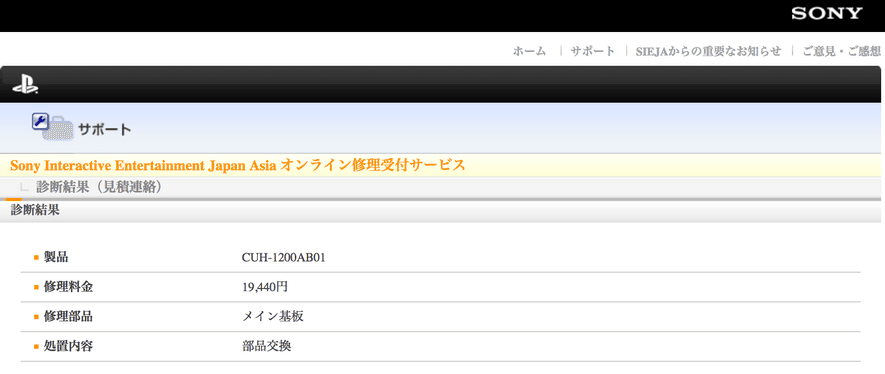 SONY
ホーム | サポート | SIEJAからの重要なお知らせ | ご意見・ご感想
サポート
Sony Interactive Entertainment Japan Asia オンライン修理受付サービス
診断結果（見積連絡）
診断結果
製品 CUH-1200AB01
修理料金 19,440円
修理部品 メイン基板
処置内容 部品交換